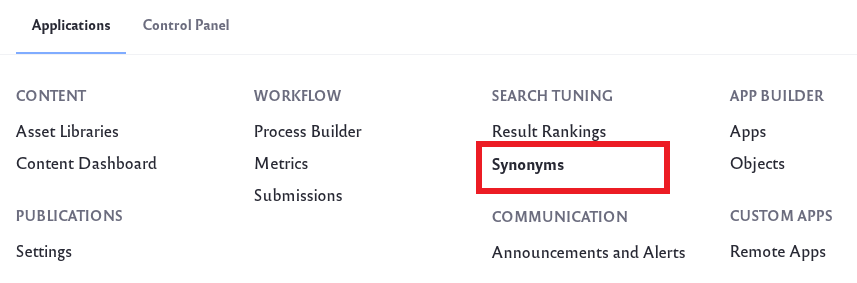 Applications
Control Panel
CONTENT
Asset Libraries
Content Dashboard
PUBLICATIONS
Settings
WORKFLOW
Process Builder
Metrics
Submissions
SEARCH TUNING
Result Rankings
Synonyms
COMMUNICATION
Announcements and Alerts
APP BUILDER
Apps
Objects
CUSTOM APPS
Remote Apps